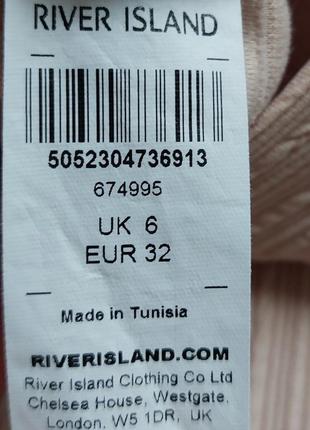 RIVER ISLAND
5052304736913
674995
UK 6
EUR 32
Made in Tunisia
RIVERISLAND.COM
River Island Clothing Co Ltd
Chelsea House, Westgate,
London. W5 1DR, UK